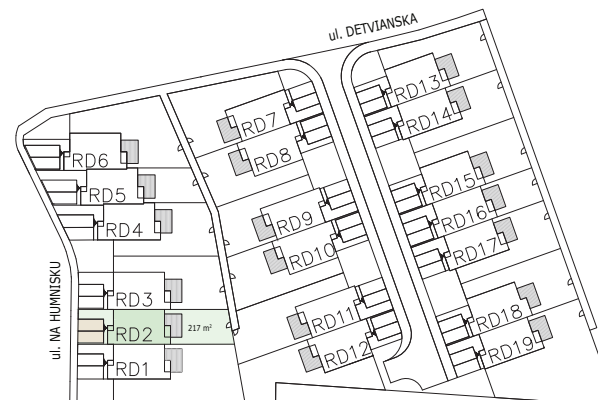 ul. DETVIANSKA
RD13
RD7
RD14
RD8
RD6
RD15
RD5
RD16
RD9
RD4
RD17
RD10
ul. NA HUMNISKU
RD3
RD11
RD18
RD2
217 m²
RD12
RD19
RD1